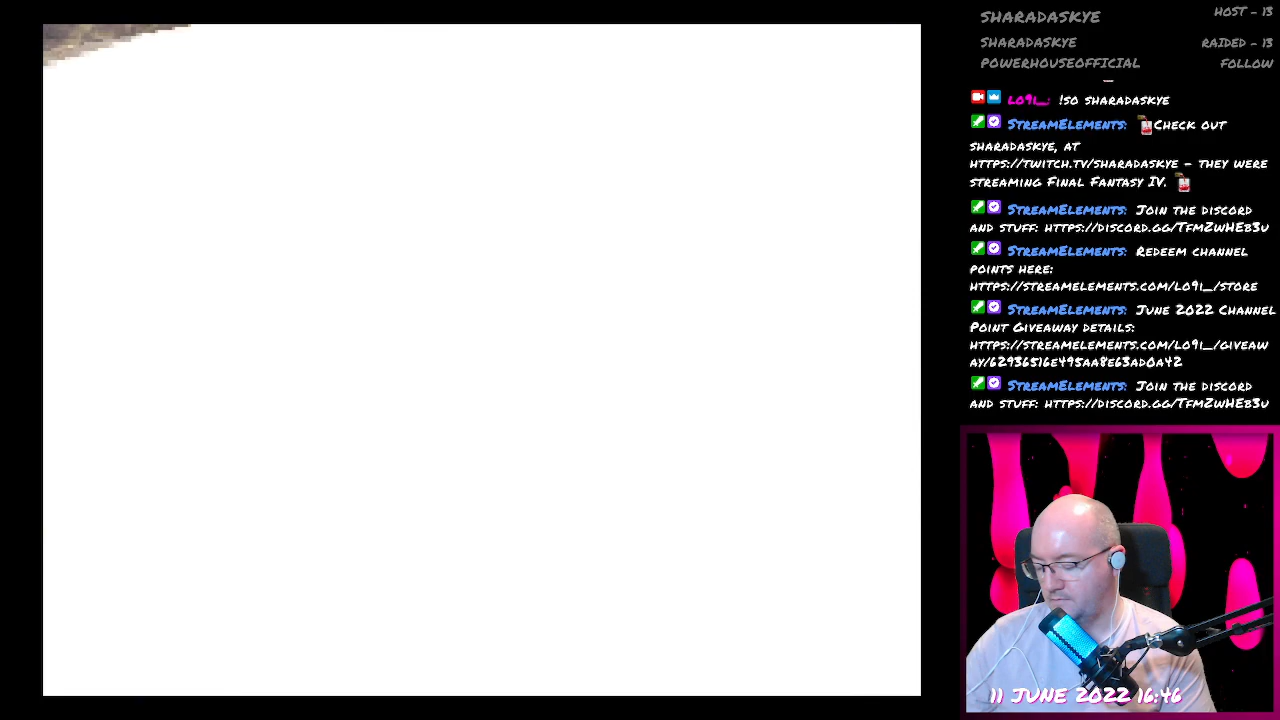 SHARADASKYE HOST - 13
SHARADASKYE RAIDED - 13
POWERHOUSEOFFICIAL FOLLOW
LO9I_: !SO SHARADASKYE
STREAMELEMENTS: CHECK OUT
SHARADASKYE, AT
HTTPS://TWITCH.TV/SHARADASKYE - THEY WERE
STREAMING FINAL FANTASY IV.
STREAMELEMENTS: JOIN THE DISCORD
AND STUFF: HTTPS://DISCORD.GG/TFMZWHEB3U
STREAMELEMENTS: REDEEM CHANNEL
POINTS HERE:
HTTPS://STREAMELEMENTS.COM/LO9I_/STORE
STREAMELEMENTS: JUNE 2022 CHANNEL
POINT GIVEAWAY DETAILS:
HTTPS://STREAMELEMENTS.COM/LO9I_/GIVEAW
AY/62936516E495AA8E63AD0A42
STREAMELEMENTS: JOIN THE DISCORD
AND STUFF: HTTPS://DISCORD.GG/TFMZWHEB3U
11 JUNE 2022 16:46